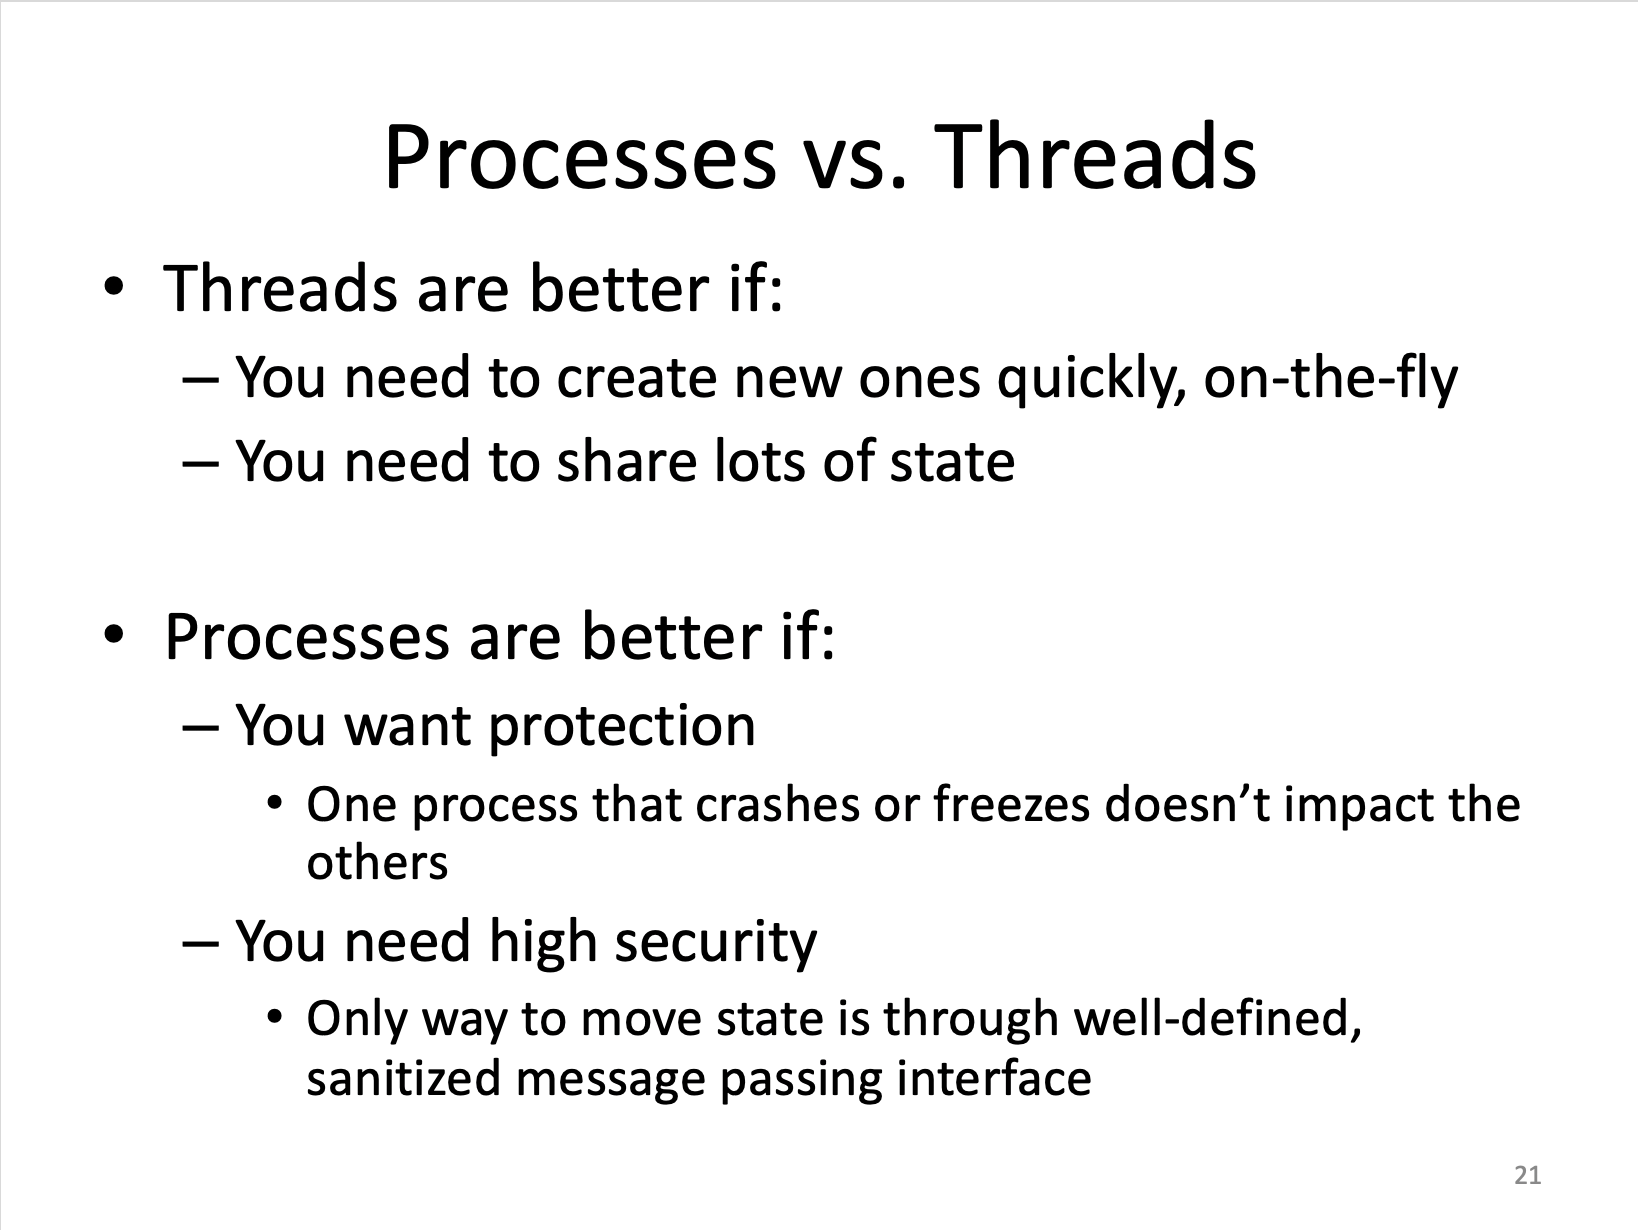 Processes vs. Threads
• Threads are better if:
– You need to create new ones quickly, on-the-fly
– You need to share lots of state
• Processes are better if:
– You want protection
• One process that crashes or freezes doesn’t impact the
others
– You need high security
• Only way to move state is through well-defined,
sanitized message passing interface
21